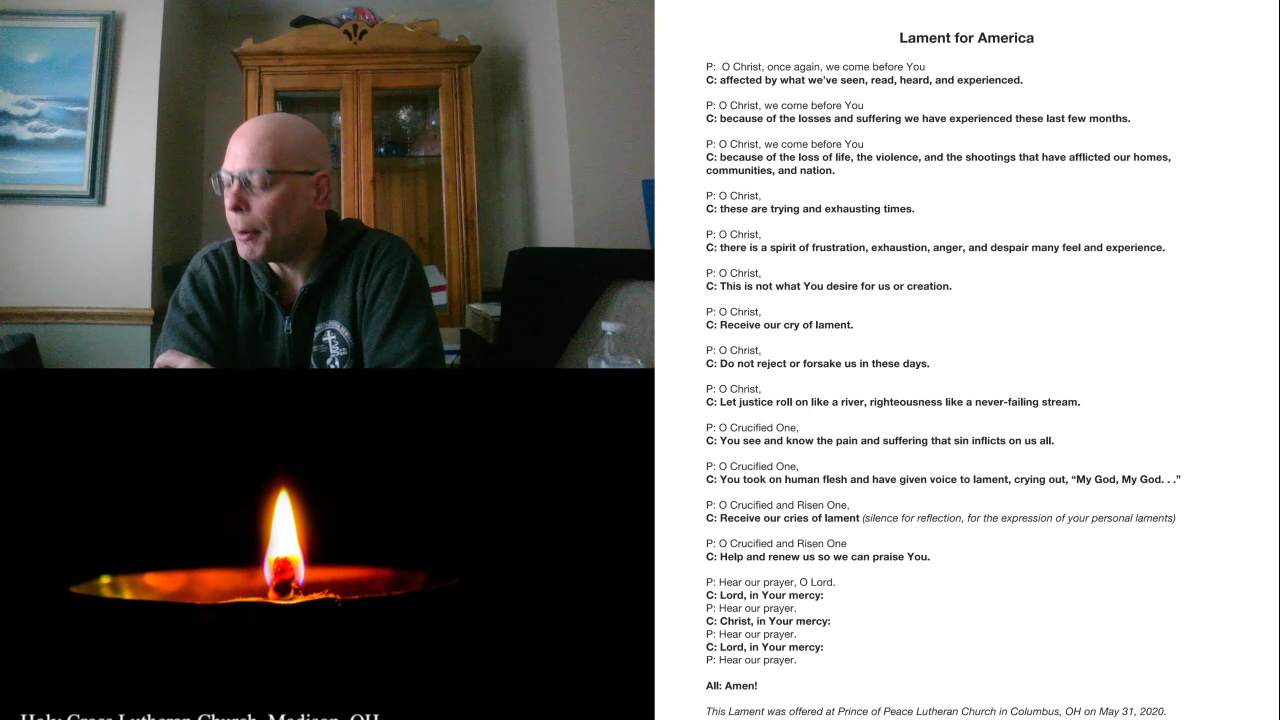 Lament for America
P: O Christ, once again, we come before You
C: affected by what we’ve seen, read, heard, and experienced.
P: O Christ, we come before You
C: because of the losses and suffering we have experienced these last few months.
P: O Christ, we come before You
C: because of the loss of life, the violence, and the shootings that have afflicted our homes,
communities, and nation.
P: O Christ,
C: these are trying and exhausting times.
P: O Christ,
C: there is a spirit of frustration, exhaustion, anger, and despair many feel and experience.
P: O Christ,
C: This is not what You desire for us or creation.
P: O Christ,
C: Receive our cry of lament.
P: O Christ,
C: Do not reject or forsake us in these days.
P: O Christ,
C: Let justice roll on like a river, righteousness like a never-failing stream.
P: O Crucified One,
C: You see and know the pain and suffering that sin inflicts on us all.
P: O Crucified One,
C: You took on human flesh and have given voice to lament, crying out, “My God, My God. . .”
P: O Crucified and Risen One,
C: Receive our cries of lament (silence for reflection, for the expression of your personal laments)
P: O Crucified and Risen One
C: Help and renew us so we can praise You.
P: Hear our prayer, O Lord.
C: Lord, in Your mercy:
P: Hear our prayer.
C: Christ, in Your mercy:
P: Hear our prayer.
C: Lord, in Your mercy:
P: Hear our prayer.
All: Amen!
This Lament was offered at Prince of Peace Lutheran Church in Columbus, OH on May 31, 2020.
Holy Cross Lutheran Church, Madison, OH